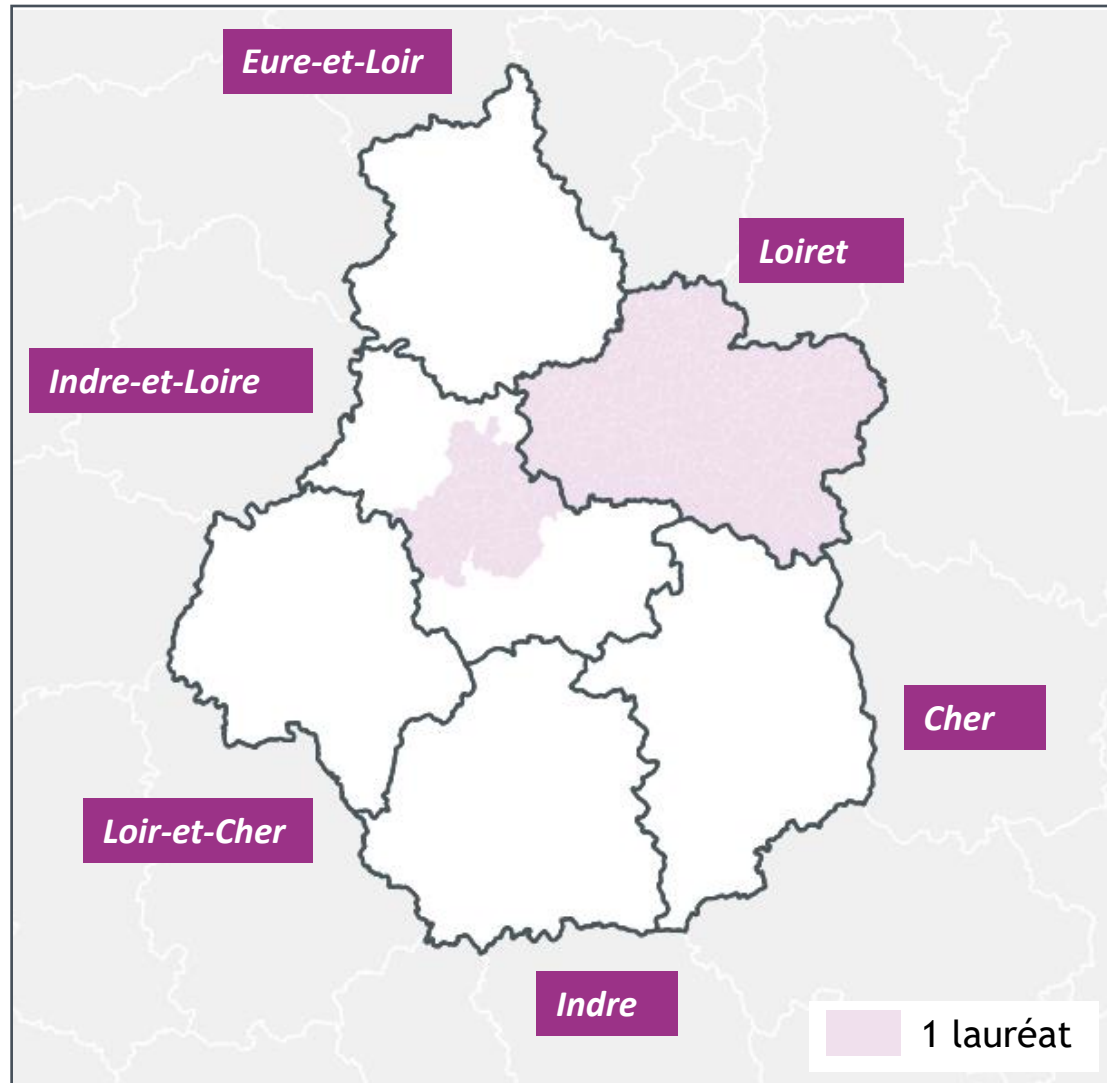 Eure-et-Loir
Loiret
Indre-et-Loire
Cher
Loir-et-Cher
Indre
1 lauréat